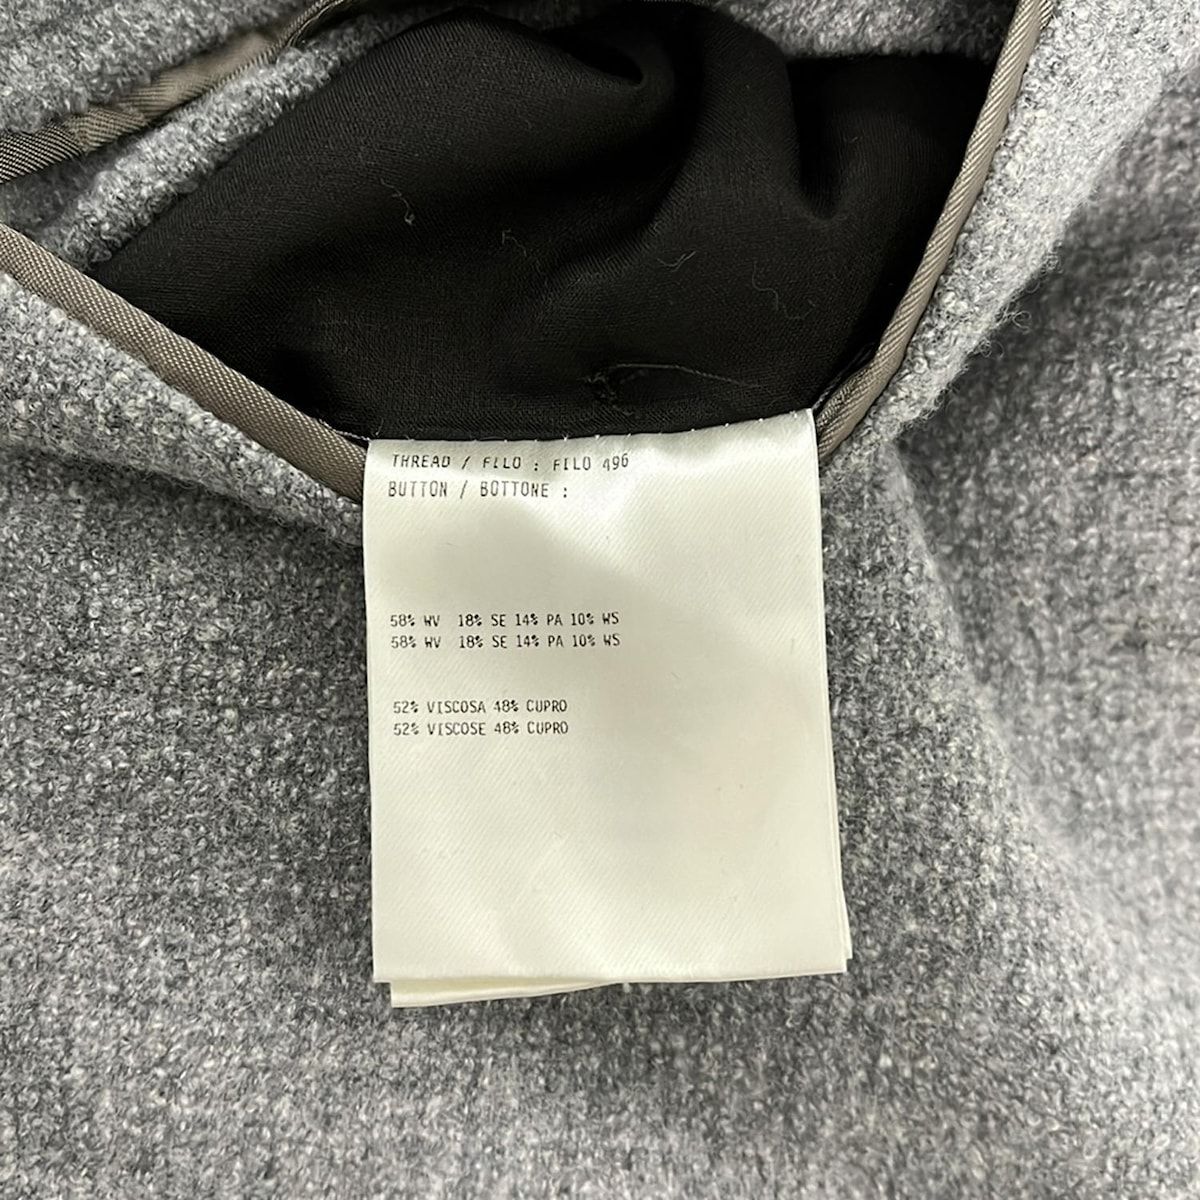 THREAD / FILO : FILO 496
BUTTON / BOTTONE :
58% WV 18% SE 14% PA 10% WS
58% WV 18% SE 14% PA 10% WS
52% VISCOSA 48% CUPRO
52% VISCOSE 48% CUPRO